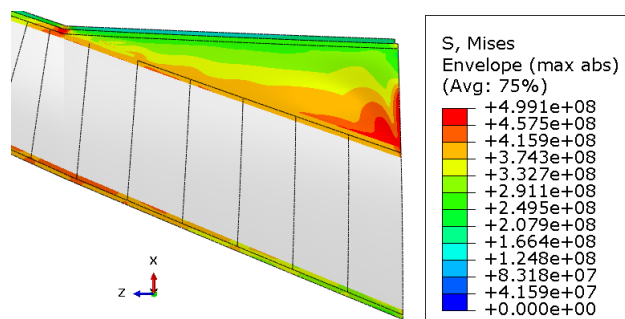 S, Mises
Envelope (max abs)
(Avg: 75%)
+4.991e+08
+4.575e+08
+4.159e+08
+3.743e+08
+3.327e+08
+2.911e+08
+2.495e+08
+2.079e+08
+1.664e+08
+1.248e+08
+8.318e+07
+4.159e+07
+0.000e+00
X
Z